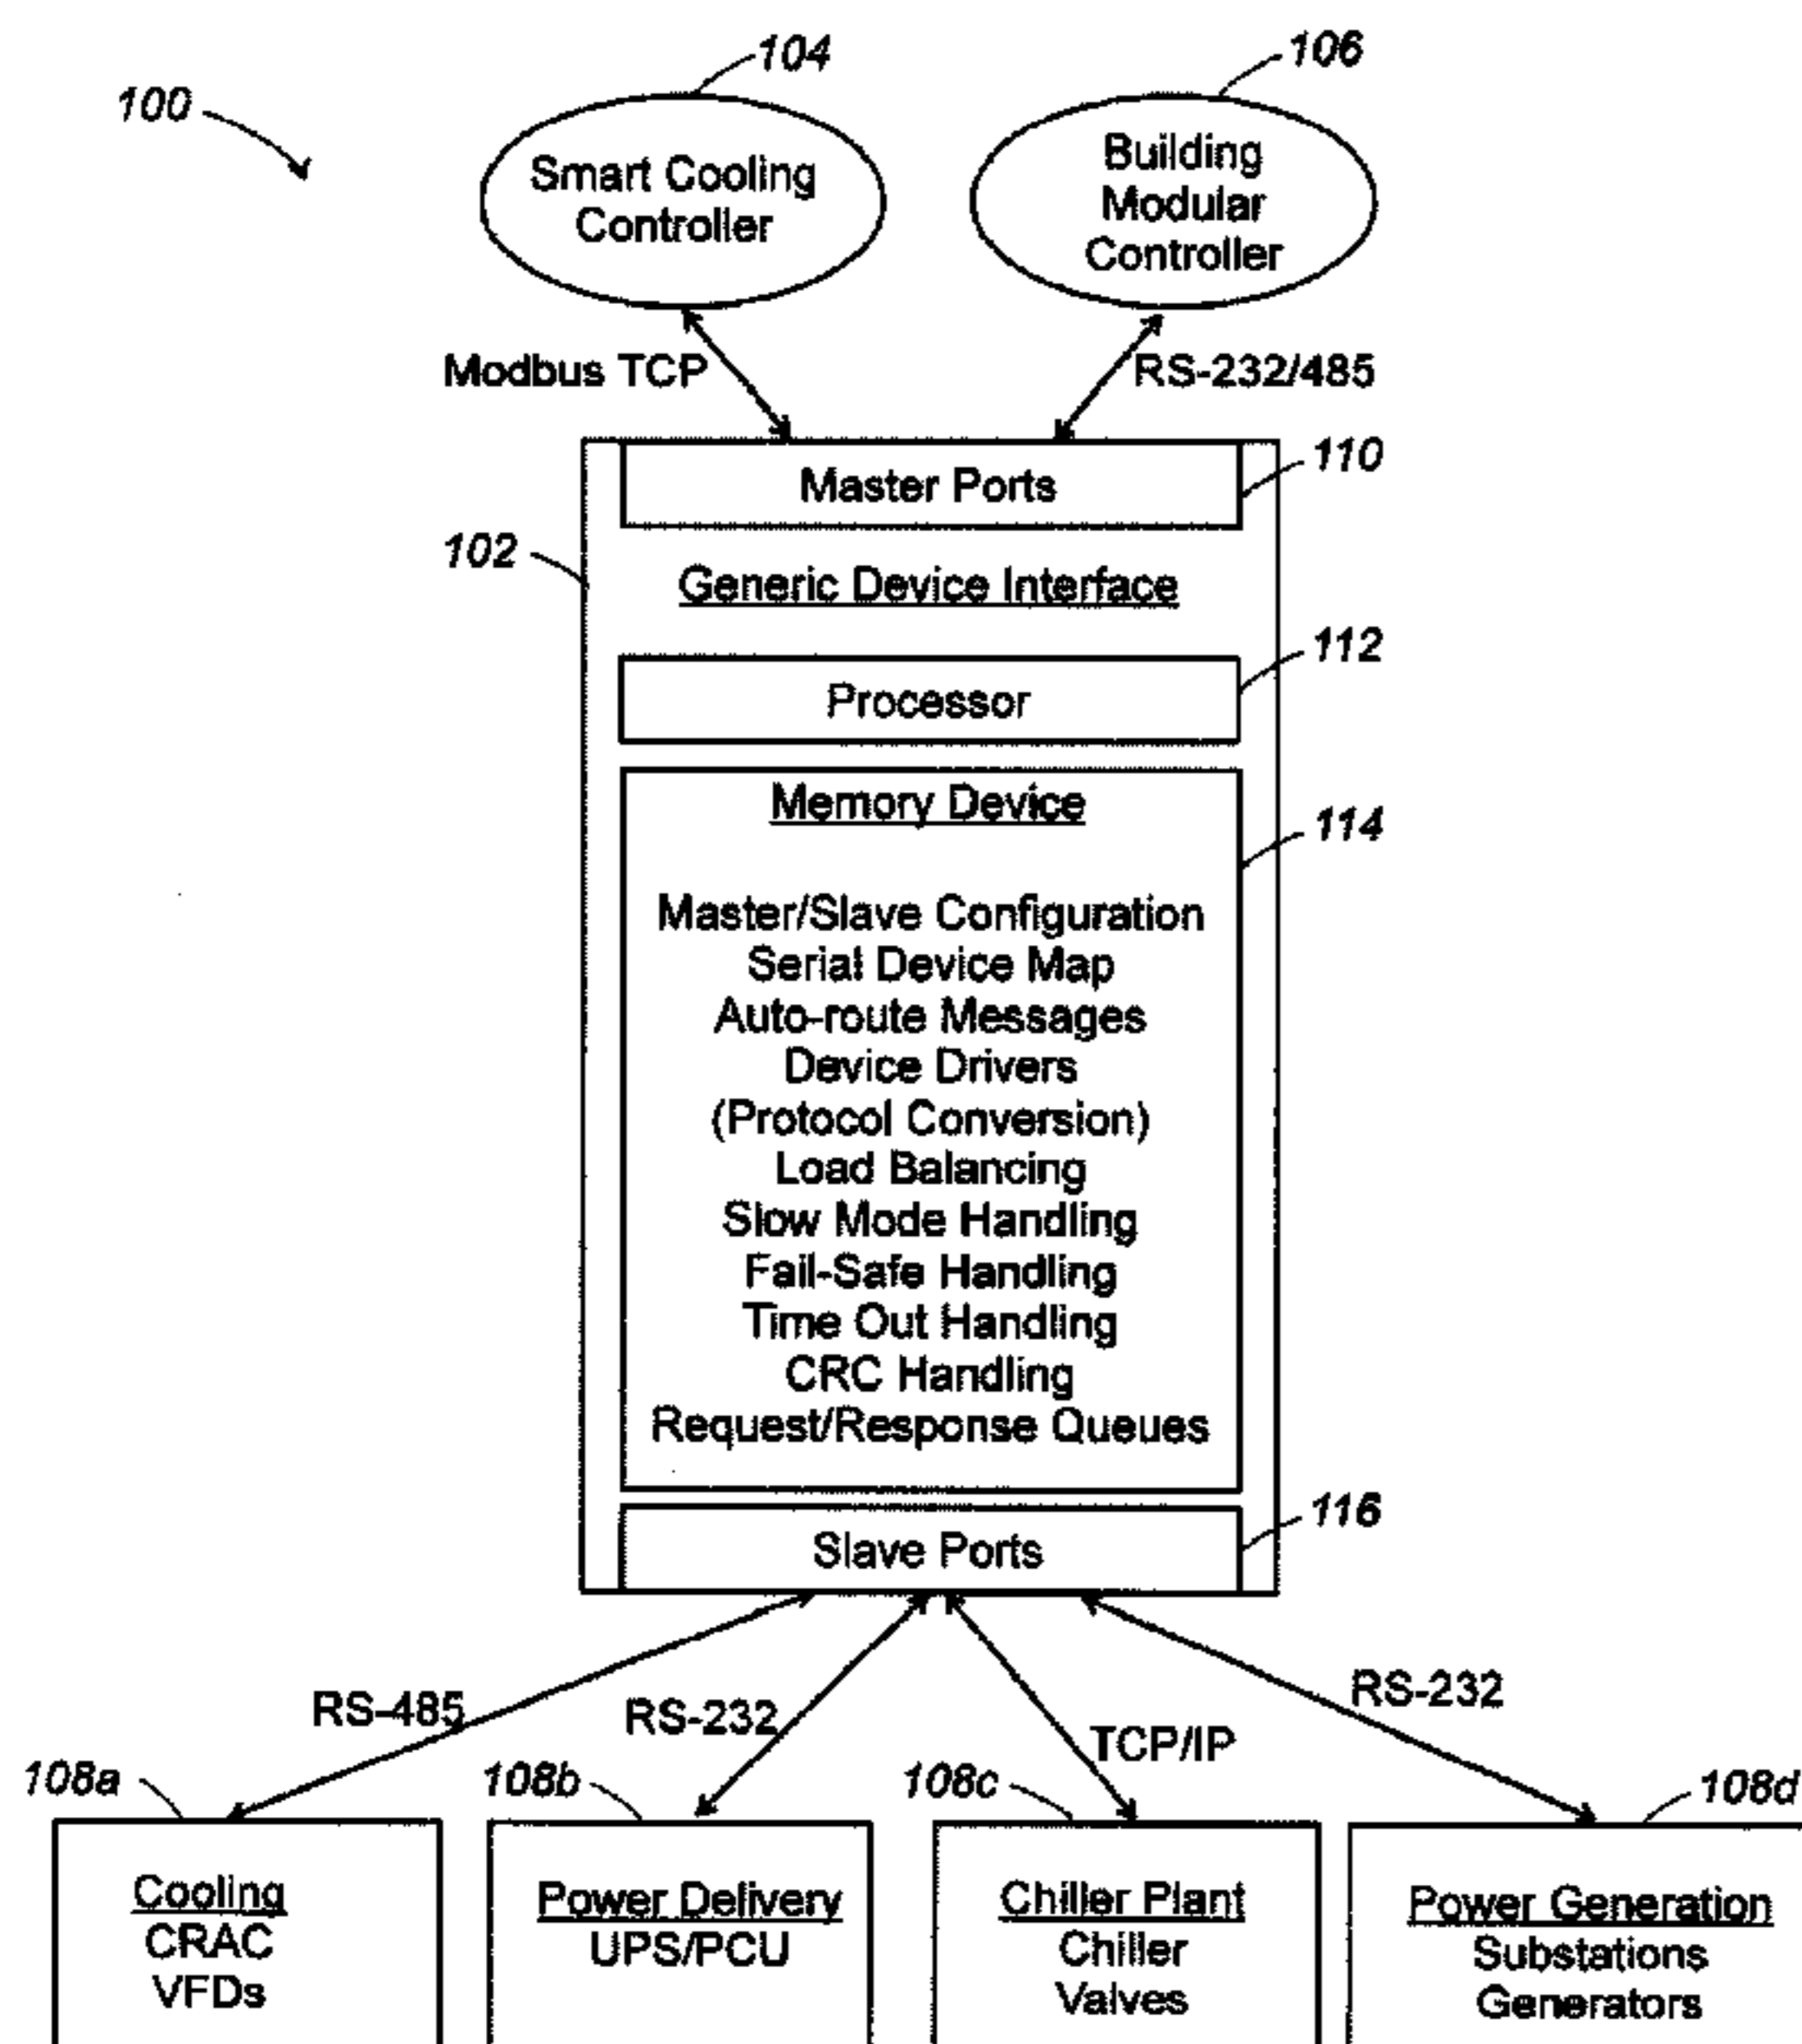 104
106
100
Smart Cooling
Controller
Building
Modular
Controller
Modbus TCP
RS-232/485
Master Ports
110
102
Generic Device Interface
112
Processor
Memory Device
114
Master/Slave Configuration
Serial Device Map
Auto-route Messages
Device Drivers
(Protocol Conversion)
Load Balancing
Slow Mode Handling
Fail-Safe Handling
Time Out Handling
CRC Handling
Request/Response Queues
116
Slave Ports
RS-485
RS-232
TCP/IP
RS-232
108a
108b
108c
108d
Cooling
CRAC
VFDs
Power Delivery
UPS/PCU
Chiller Plant
Chiller
Valves
Power Generation
Substations
Generators